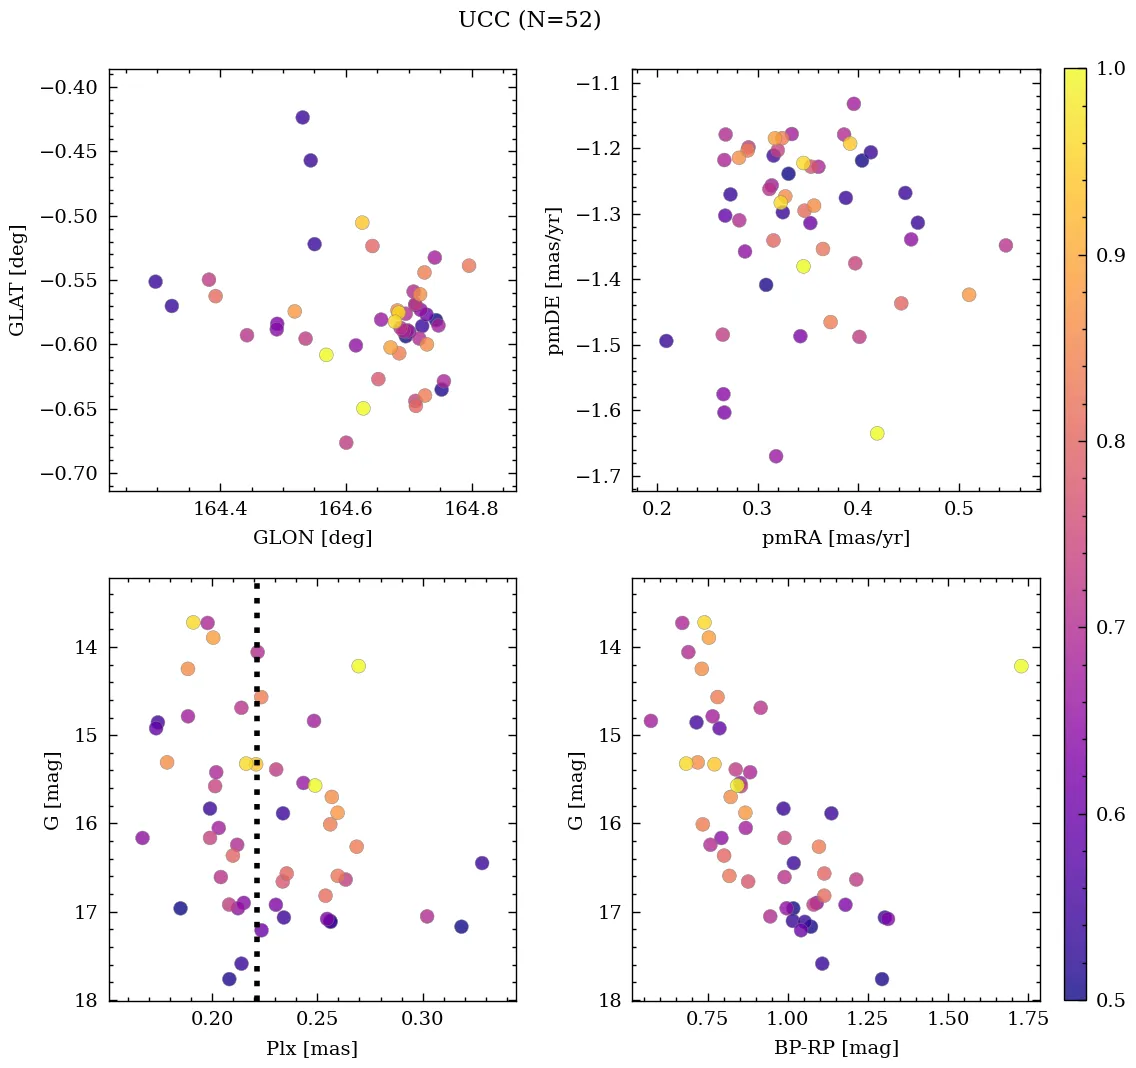 UCC (N=52)
−0.40
−0.45
−0.50
−0.55
−0.60
−0.65
−0.70
GLAT [deg]
164.4 164.6 164.8
GLON [deg]
−1.1
−1.2
−1.3
−1.4
−1.5
−1.6
−1.7
pmDE [mas/yr]
0.2 0.3 0.4 0.5
pmRA [mas/yr]
14
15
16
17
18
G [mag]
0.20 0.25 0.30
Plx [mas]
14
15
16
17
18
G [mag]
0.75 1.00 1.25 1.50 1.75
BP-RP [mag]
1.0
0.9
0.8
0.7
0.6
0.5